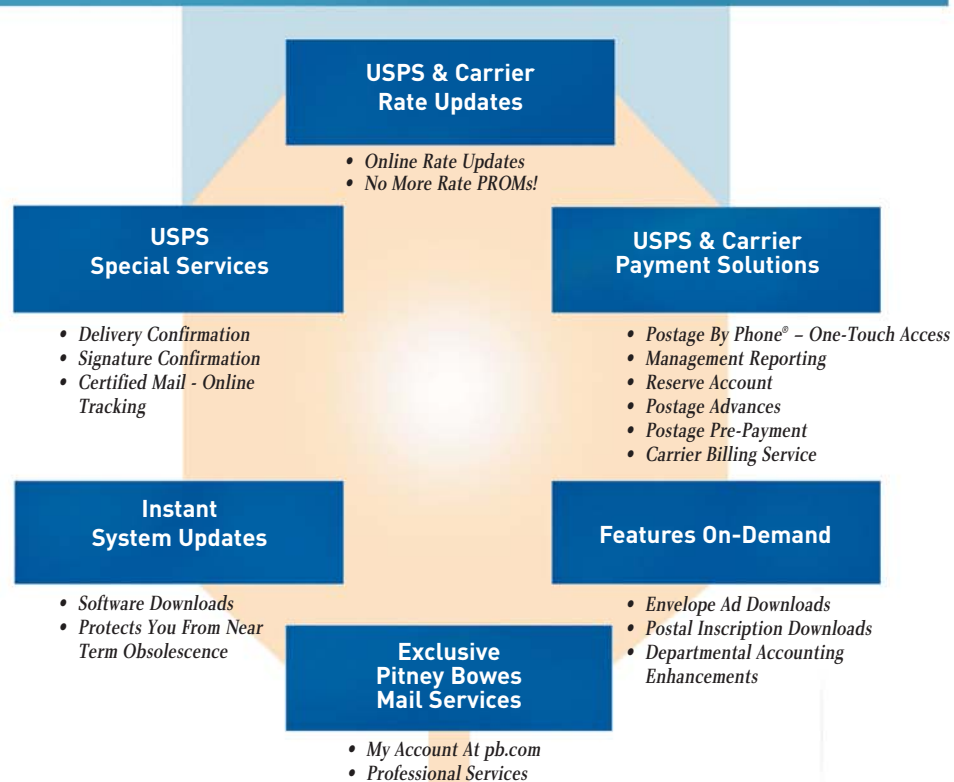 USPS & Carrier
Rate Updates
• Online Rate Updates
• No More Rate PROMs!
USPS
Special Services
• Delivery Confirmation
• Signature Confirmation
• Certified Mail - Online
Tracking
USPS & Carrier
Payment Solutions
• Postage By Phone® – One-Touch Access
• Management Reporting
• Reserve Account
• Postage Advances
• Postage Pre-Payment
• Carrier Billing Service
Instant
System Updates
• Software Downloads
• Protects You From Near
Term Obsolescence
Features On-Demand
• Envelope Ad Downloads
• Postal Inscription Downloads
• Departmental Accounting
Enhancements
Exclusive
Pitney Bowes
Mail Services
• My Account At pb.com
• Professional Services